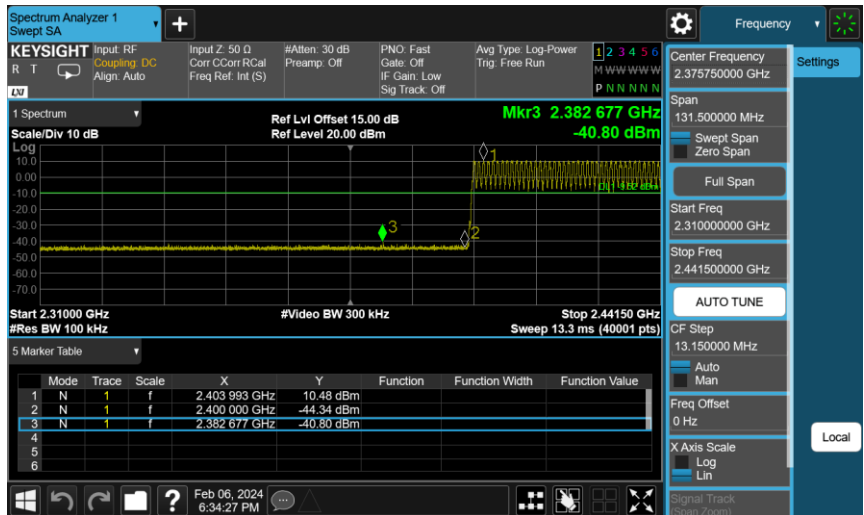 Spectrum Analyzer 1
Swept SA
Frequency
KEYSIGHT
R T
LXI
Input: RF
Coupling: DC
Align: Auto
Input Z: 50 Ω
Corr CCorr RCal
Freq Ref: Int (S)
#Atten: 30 dB
Preamp: Off
PNO: Fast
Gate: Off
IF Gain: Low
Sig Track: Off
Avg Type: Log-Power
Trig: Free Run
1 2 3 4 5 6
M W W W W W
P N N N N N
Center Frequency
2.375750000 GHz
Settings
1 Spectrum
Scale/Div 10 dB
Ref Lvl Offset 15.00 dB
Ref Level 20.00 dBm
Mkr3 2.382 677 GHz
-40.80 dBm
Log
10.0
0.00
-10.0
-20.0
-30.0
-40.0
-50.0
-60.0
-70.0
1
2
3
Start 2.31000 GHz
#Res BW 100 kHz
#Video BW 300 kHz
Stop 2.44150 GHz
Sweep 13.3 ms (40001 pts)
Span
131.500000 MHz
Swept Span
Zero Span
Full Span
Start Freq
2.310000000 GHz
Stop Freq
2.441500000 GHz
AUTO TUNE
CF Step
13.150000 MHz
Auto
Man
Freq Offset
0 Hz
X Axis Scale
Log
Lin
Signal Track
(Span Zoom)
Local
5 Marker Table
Mode Trace Scale X Y Function Function Width Function Value
1 N 1 f 2.403 993 GHz 10.48 dBm
2 N 1 f 2.400 000 GHz -44.34 dBm
3 N 1 f 2.382 677 GHz -40.80 dBm
4
5
6
?
Feb 06, 2024
6:34:27 PM